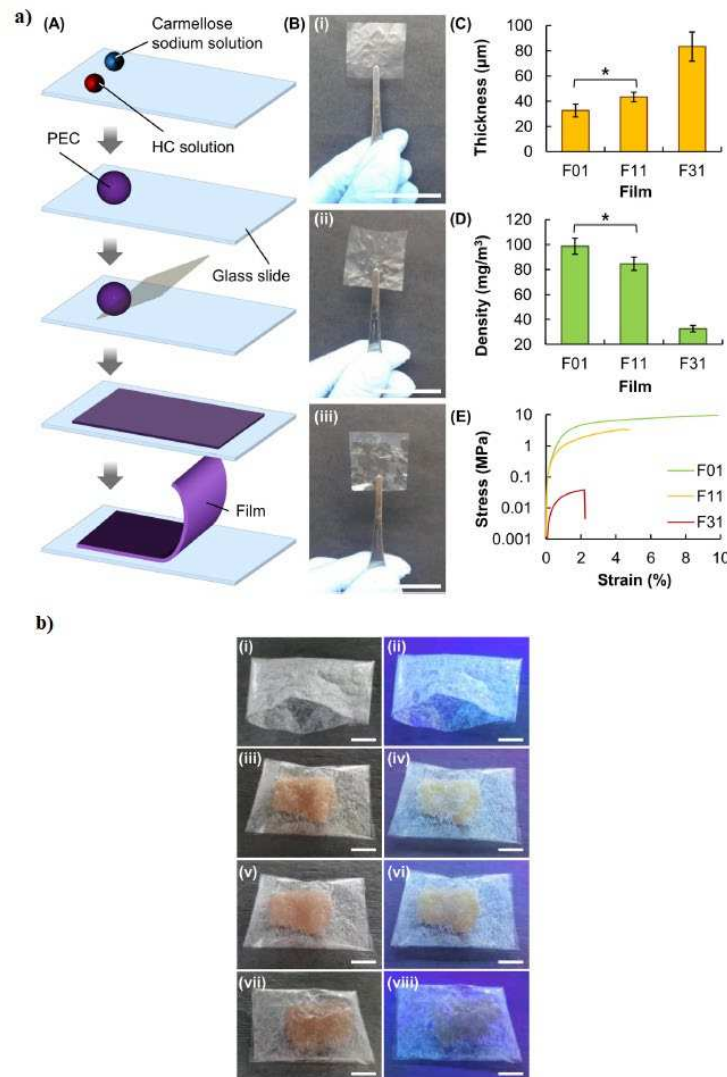 a)
(A)
Carmellose
sodium solution
HC solution
PEC
Glass slide
Film
(B)
(i)
(ii)
(iii)
(C)
Thickness (µm)
100
80
60
40
20
0
*
F01 F11 F31
Film
(D)
Density (mg/m³)
120
100
80
60
40
20
*
F01 F11 F31
Film
(E)
Stress (MPa)
10
1
0.1
0.01
0.001
F01
F11
F31
0 2 4 6 8 10
Strain (%)
b)
(i) (ii)
(iii) (iv)
(v) (vi)
(vii) (viii)